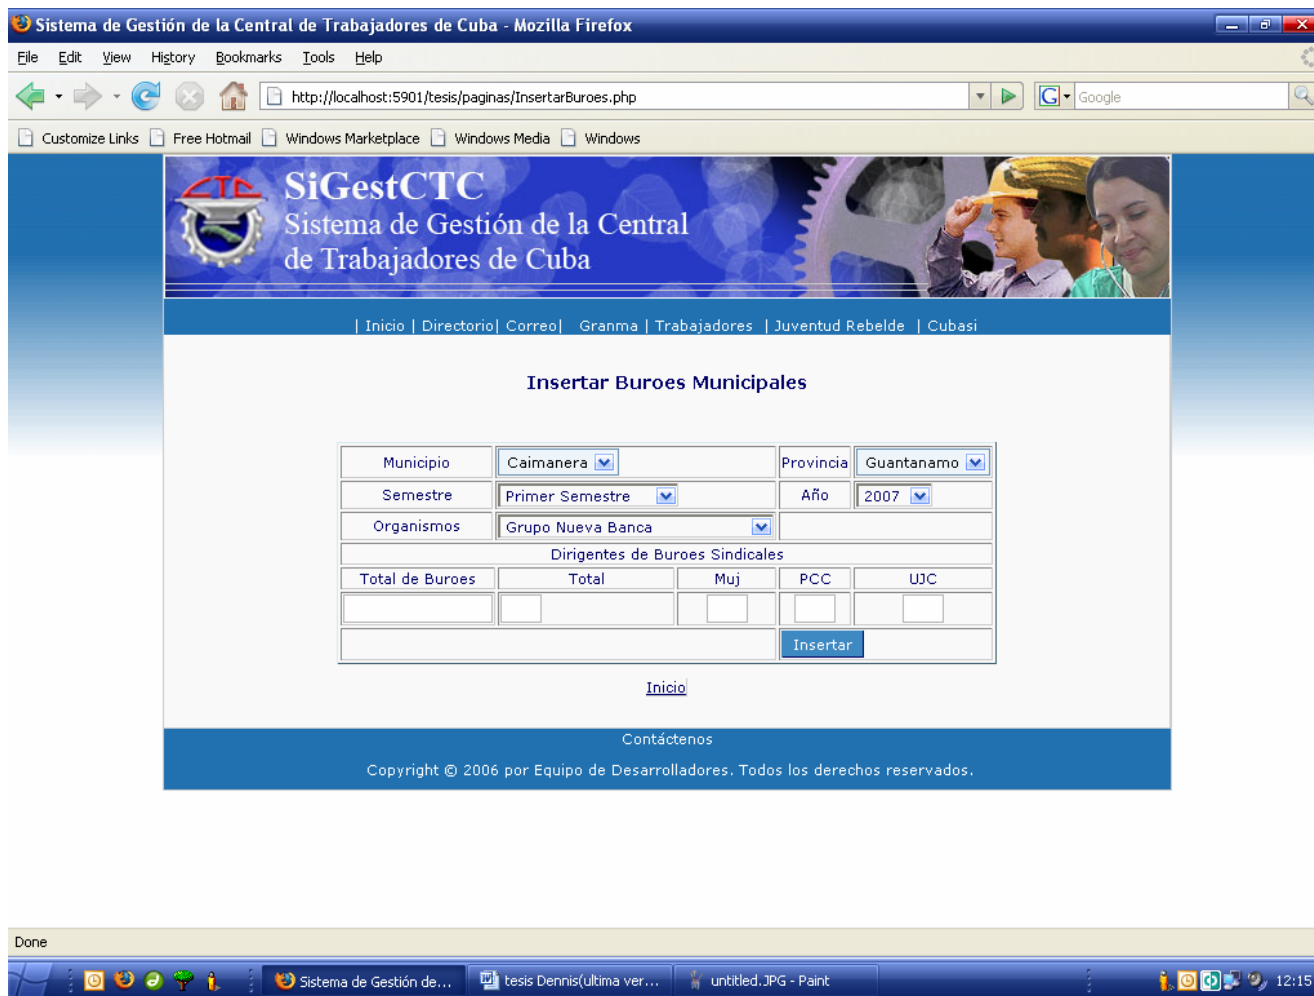 Sistema de Gestión de la Central de Trabajadores de Cuba - Mozilla Firefox
File Edit View History Bookmarks Tools Help
http://localhost:5901/tesis/paginas/InsertarBuroes.php
G Google
Customize Links Free Hotmail Windows Marketplace Windows Media Windows
CTC
SiGestCTC
Sistema de Gestión de la Central
de Trabajadores de Cuba
| Inicio | Directorio| Correo| Granma | Trabajadores | Juventud Rebelde | Cubasi
Insertar Buroes Municipales
Municipio Caimanera Provincia Guantanamo
Semestre Primer Semestre Año 2007
Organismos Grupo Nueva Banca
Dirigentes de Buroes Sindicales
Total de Buroes Total Muj PCC UJC
Insertar
Inicio
Contáctenos
Copyright © 2006 por Equipo de Desarrolladores. Todos los derechos reservados.
Done
Sistema de Gestión de... tesis Dennis(ultima ver... untitled.JPG - Paint 12:15